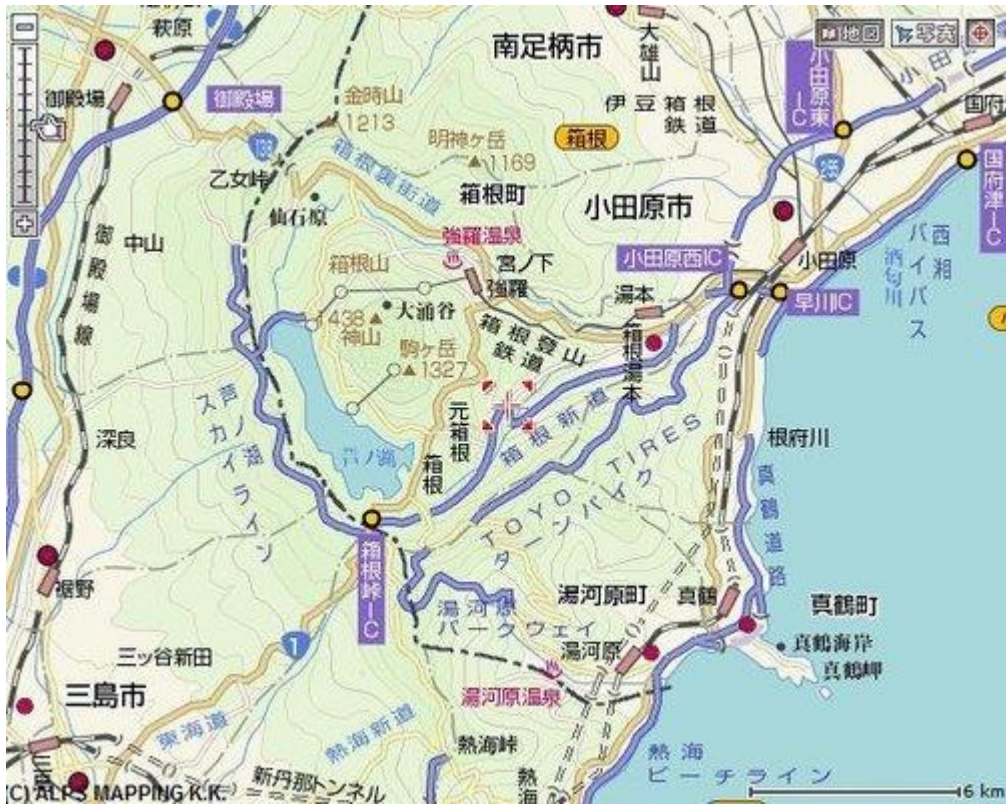 萩原
南足柄市
大雄山
地図
写真
小田原東IC
小田
御殿場
御殿場
金時山
1213
伊豆箱根鉄道
国府
138
明神ヶ岳
1169
箱根
255
国府津IC
乙女峠
箱根裏街道
仙石原
箱根町
小田原市
西湘バイパス
酒匂川
御殿場線
中山
強羅温泉
宮ノ下
小田原西IC
小田原
箱根山
強羅
湯本
早川IC
大涌谷
1438
神山
箱根登山鉄道
箱根湯本
駒ヶ岳
1327
芦ノ湖スカイライン
元箱根
箱根新道
深良
芦ノ湖
箱根
TOYO TIRES
ターンパイク
根府川
真鶴道路
箱根峠IC
裾野
湯河原パークウェイ
湯河原町
真鶴
真鶴町
1
三ッ谷新田
湯河原
真鶴海岸
真鶴岬
三島市
湯河原温泉
東海道
熱海新道
熱海峠
熱海
ビーチライン
新丹那トンネル
熱海
三島
(C) ALPS MAPPING K.K.
6 km